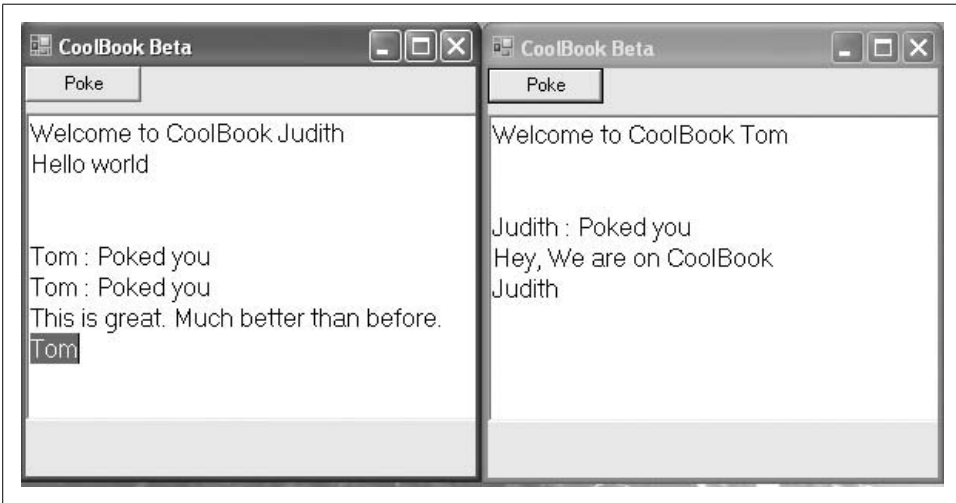 CoolBook Beta
Poke
Welcome to CoolBook Judith
Hello world
Tom : Poked you
Tom : Poked you
This is great. Much better than before.
Tom
CoolBook Beta
Poke
Welcome to CoolBook Tom
Judith : Poked you
Hey, We are on CoolBook
Judith